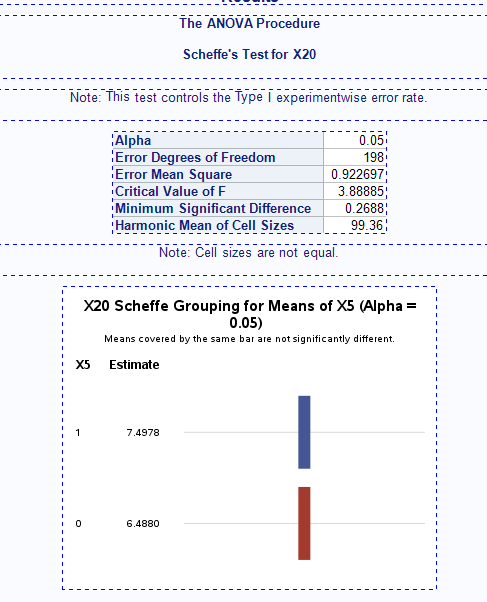 Results
The ANOVA Procedure
Scheffe's Test for X20
Note: This test controls the Type I experimentwise error rate.
Alpha 0.05
Error Degrees of Freedom 198
Error Mean Square 0.922697
Critical Value of F 3.88885
Minimum Significant Difference 0.2688
Harmonic Mean of Cell Sizes 99.36
Note: Cell sizes are not equal.
X20 Scheffe Grouping for Means of X5 (Alpha =
0.05)
Means covered by the same bar are not significantly different.
X5 Estimate
1 7.4978
0 6.4880